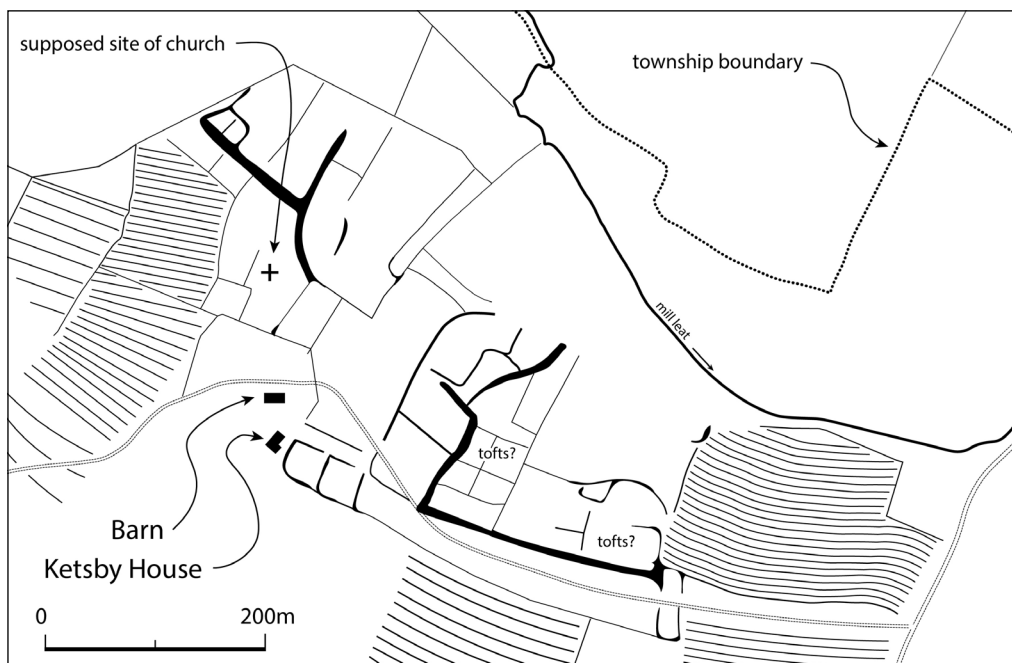 supposed site of church
township boundary
mill leat
tofts?
tofts?
Barn
Ketsby House
0
200m